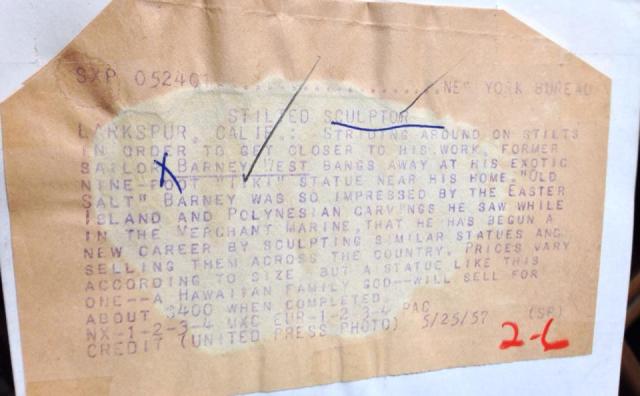 SXP 052401.....................NEW YORK BUREAU
STILTED SCULPTOR
LARKSPUR, CALIF.: STRIDING AROUND ON STILTS
IN ORDER TO GET CLOSER TO HIS WORK, FORMER
SAILOR BARNEY WEST BANGS AWAY AT HIS EXOTIC
NINE-FOOT "TIKI" STATUE NEAR HIS HOME. "OLD
SALT" BARNEY WAS SO IMPRESSED BY THE EASTER
ISLAND AND POLYNESIAN CARVINGS HE SAW WHILE
IN THE MERCHANT MARINE, THAT HE HAS BEGUN A
NEW CAREER BY SCULPTING SIMILAR STATUES AND
SELLING THEM ACROSS THE COUNTRY. PRICES VARY
ACCORDING TO SIZE BUT A STATUE LIKE THIS
ONE--A HAWAIIAN FAMILY GOD--WILL SELL FOR
ABOUT $400 WHEN COMPLETED.
NX-1-2-3-4 MXC EUR-1-2-3-4 PAC
CREDIT (UNITED PRESS PHOTO) 5/25/57 (SF)
2-6